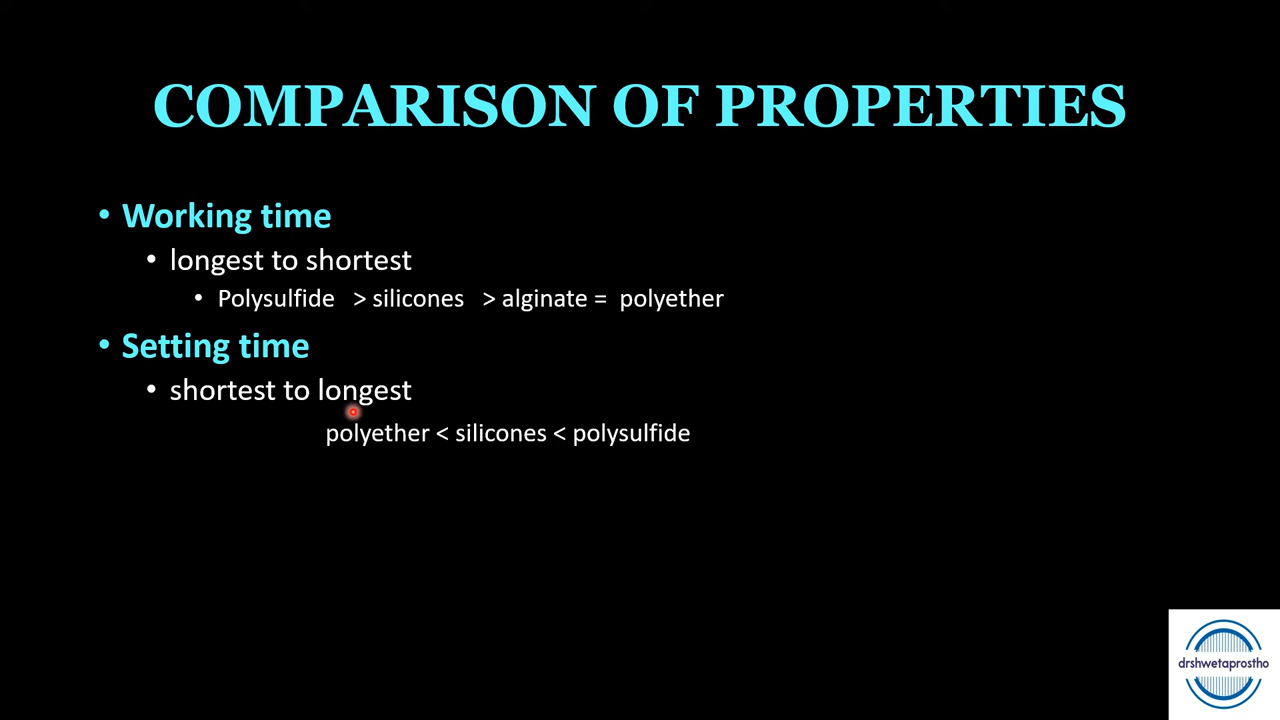 COMPARISON OF PROPERTIES
• Working time
• longest to shortest
• Polysulfide > silicones > alginate = polyether
• Setting time
• shortest to longest
polyether < silicones < polysulfide
drshwetaprostho